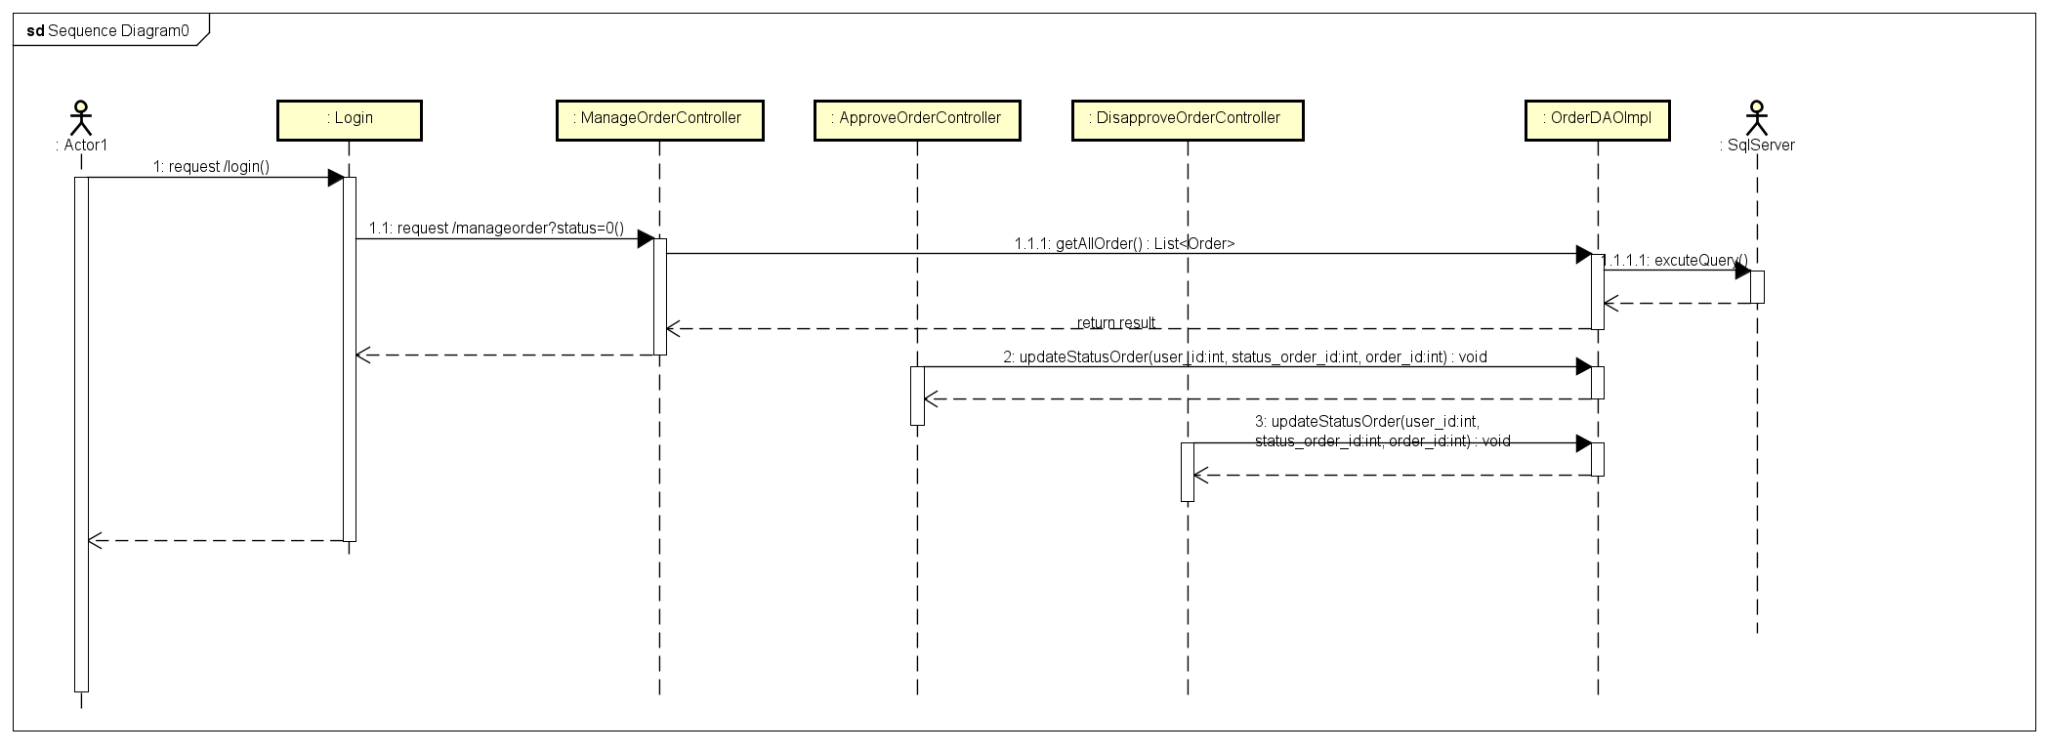 sd Sequence Diagram0
: Actor1
: Login
: ManageOrderController
: ApproveOrderController
: DisapproveOrderController
: OrderDAOImpl
: SqlServer
1: request /login()
1.1: request /manageorder?status=0()
1.1.1: getAllOrder() : List<Order>
1.1.1.1: excuteQuery()
return result
2: updateStatusOrder(user_id:int, status_order_id:int, order_id:int) : void
3: updateStatusOrder(user_id:int,
status_order_id:int, order_id:int) : void